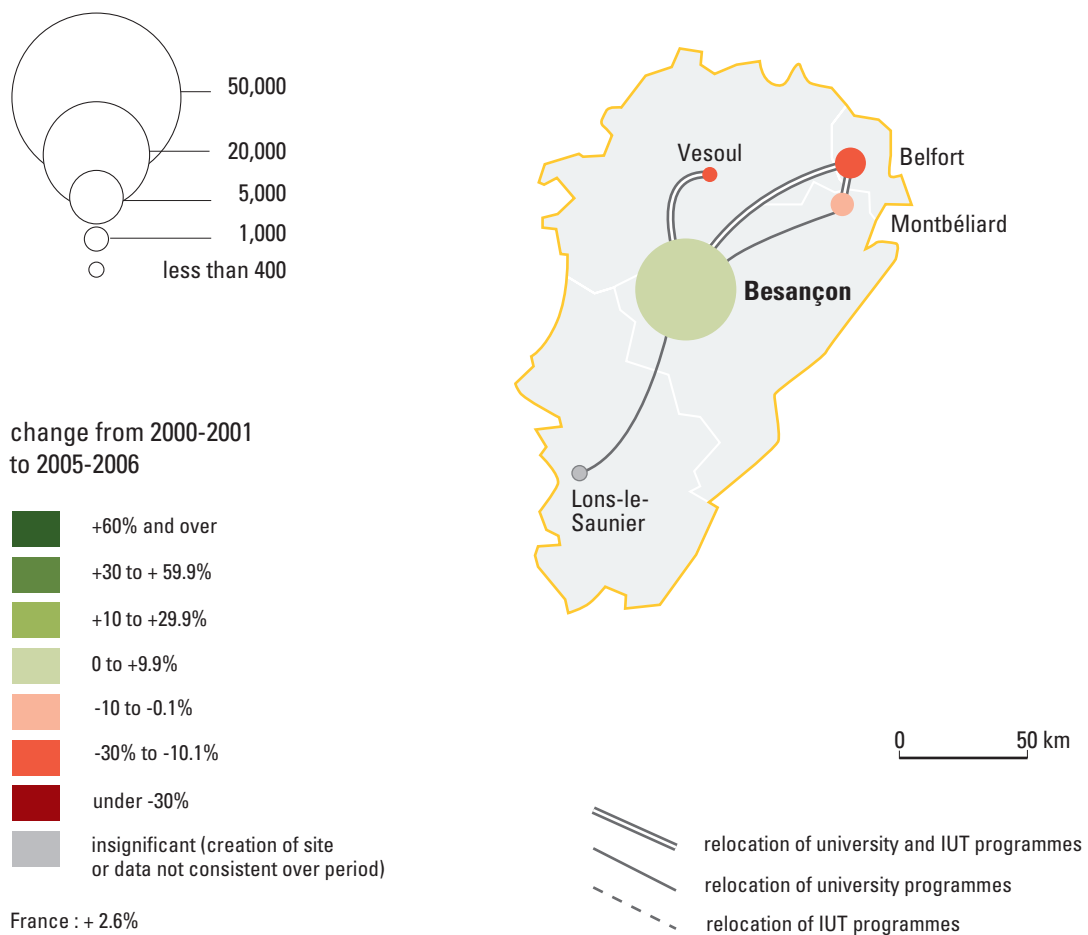 50,000
20,000
5,000
1,000
less than 400
Vesoul
Belfort
Montbéliard
Besançon
Lons-le-
Saunier
change from 2000-2001
to 2005-2006
+60% and over
+30 to + 59.9%
+10 to +29.9%
0 to +9.9%
-10 to -0.1%
-30% to -10.1%
under -30%
insignificant (creation of site
or data not consistent over period)
France : + 2.6%
0 50 km
relocation of university and IUT programmes
relocation of university programmes
relocation of IUT programmes